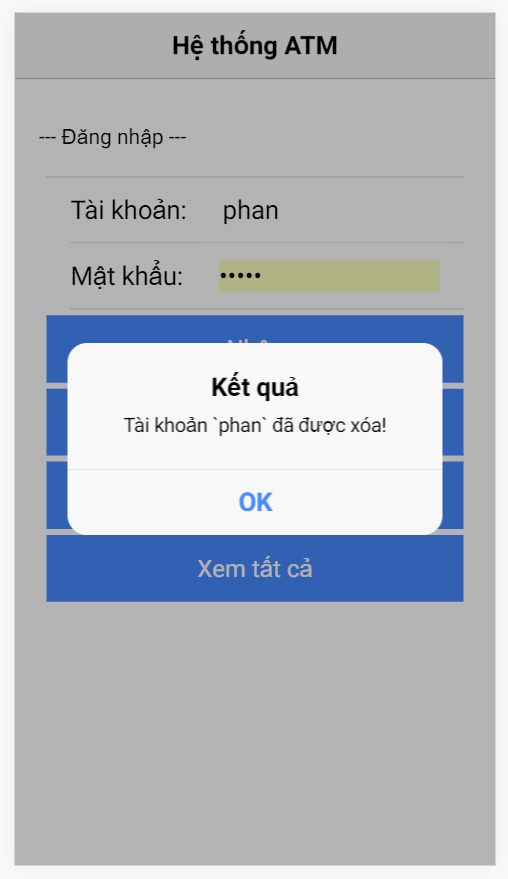 Hệ thống ATM
--- Đăng nhập ---
Tài khoản: phan
Mật khẩu: •••••
Kết quả
Tài khoản `phan` đã được xóa!
OK
Xem tất cả